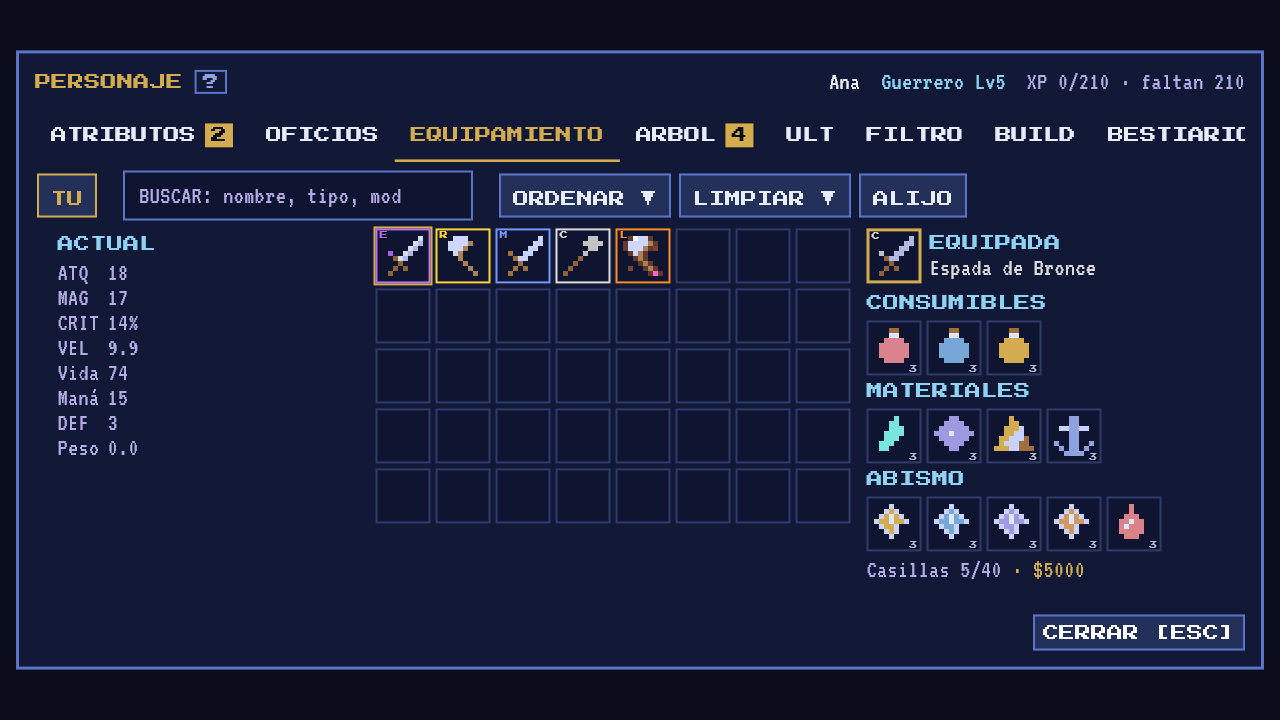 PERSONAJE ?
Ana Guerrero Lv5 XP 0/210 · faltan 210
ATRIBUTOS 2 OFICIOS EQUIPAMIENTO ARBOL 4 ULT FILTRO BUILD BESTIARIO
TU BUSCAR: nombre, tipo, mod ORDENAR ▼ LIMPIAR ▼ ALIJO
ACTUAL
ATQ 18
MAG 17
CRIT 14%
VEL 9.9
Vida 74
Maná 15
DEF 3
Peso 0.0
E R M C L
C EQUIPADA
Espada de Bronce
CONSUMIBLES
3 3 3
MATERIALES
3 3 3 3
ABISMO
3 3 3 3 3
Casillas 5/40 · $5000
CERRAR [ESC]